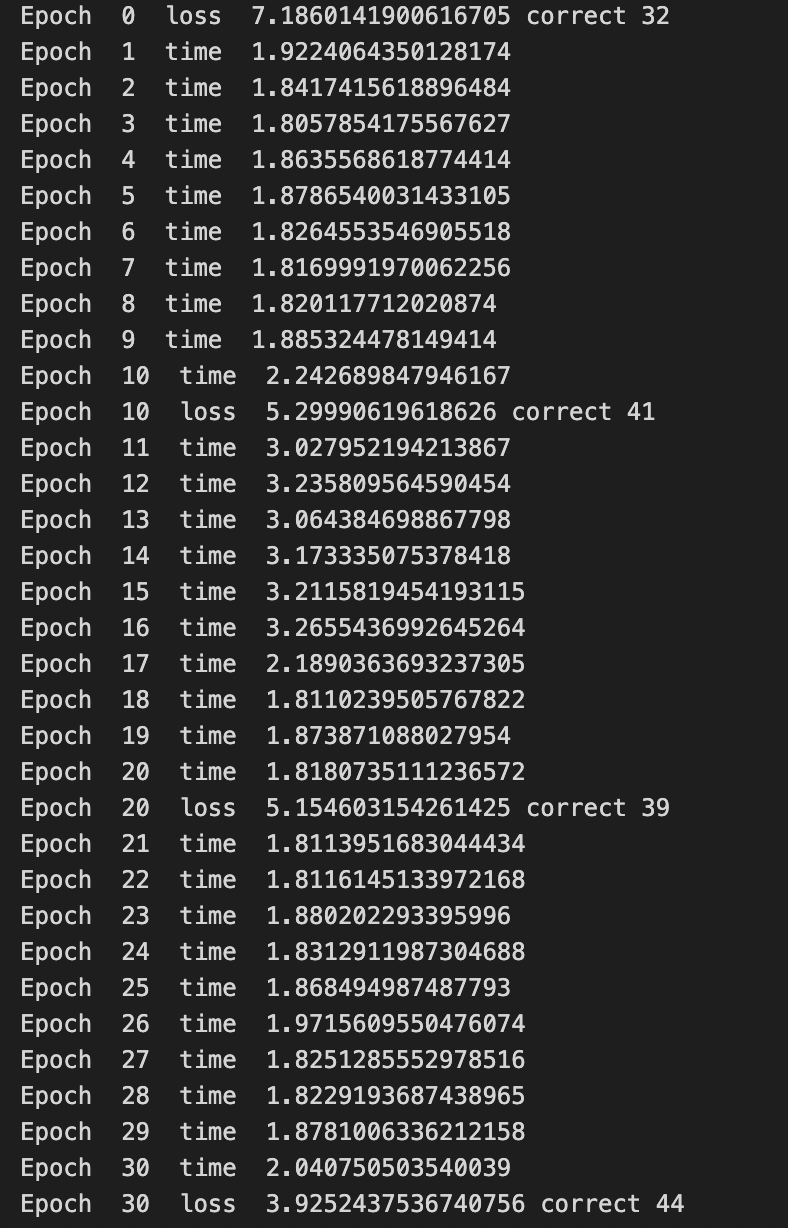 Epoch  0  loss  7.1860141900616705 correct 32
Epoch  1  time  1.9224064350128174
Epoch  2  time  1.8417415618896484
Epoch  3  time  1.8057854175567627
Epoch  4  time  1.8635568618774414
Epoch  5  time  1.8786540031433105
Epoch  6  time  1.8264553546905518
Epoch  7  time  1.8169991970062256
Epoch  8  time  1.820117712020874
Epoch  9  time  1.885324478149414
Epoch  10  time  2.242689847946167
Epoch  10  loss  5.29990619618626 correct 41
Epoch  11  time  3.027952194213867
Epoch  12  time  3.235809564590454
Epoch  13  time  3.064384698867798
Epoch  14  time  3.173335075378418
Epoch  15  time  3.2115819454193115
Epoch  16  time  3.2655436992645264
Epoch  17  time  2.1890363693237305
Epoch  18  time  1.8110239505767822
Epoch  19  time  1.873871088027954
Epoch  20  time  1.8180735111236572
Epoch  20  loss  5.154603154261425 correct 39
Epoch  21  time  1.8113951683044434
Epoch  22  time  1.8116145133972168
Epoch  23  time  1.880202293395996
Epoch  24  time  1.8312911987304688
Epoch  25  time  1.868494987487793
Epoch  26  time  1.9715609550476074
Epoch  27  time  1.8251285552978516
Epoch  28  time  1.8229193687438965
Epoch  29  time  1.8781006336212158
Epoch  30  time  2.040750503540039
Epoch  30  loss  3.9252437536740756 correct 44